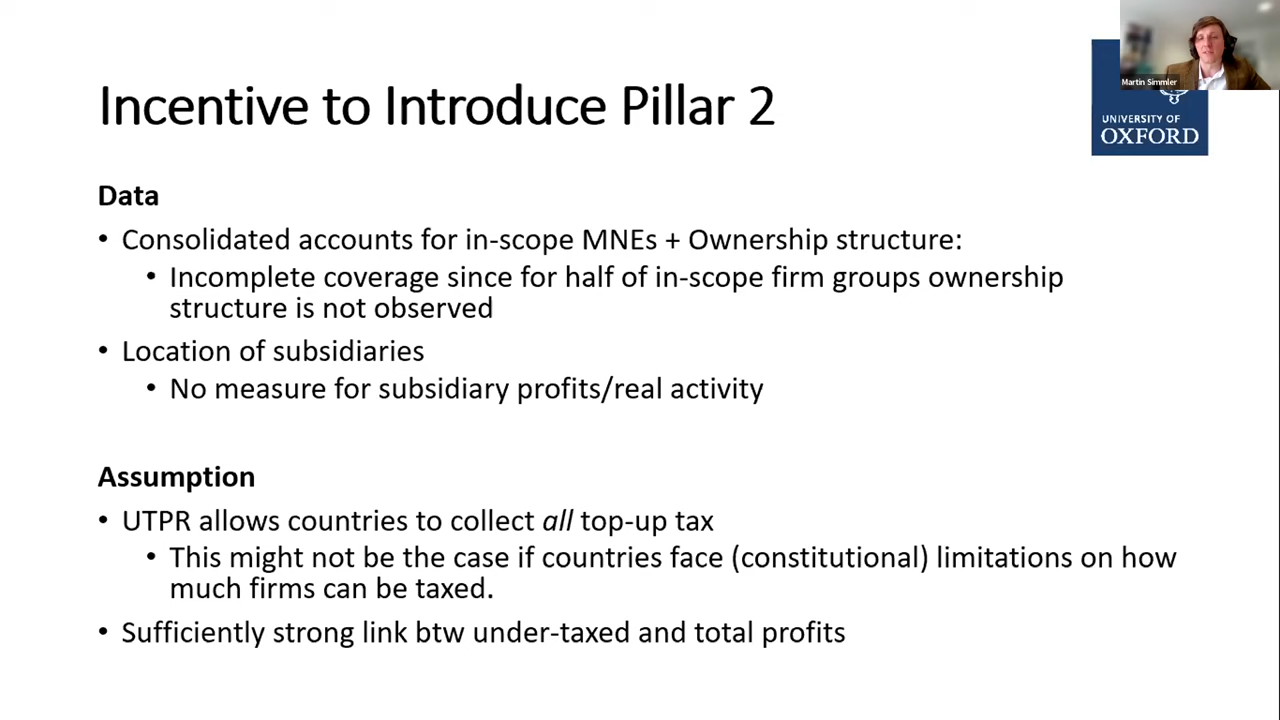 Martin Simmler
Incentive to Introduce Pillar 2
UNIVERSITY OF
OXFORD
Data
• Consolidated accounts for in-scope MNEs + Ownership structure:
• Incomplete coverage since for half of in-scope firm groups ownership
structure is not observed
• Location of subsidiaries
• No measure for subsidiary profits/real activity
Assumption
• UTPR allows countries to collect all top-up tax
• This might not be the case if countries face (constitutional) limitations on how
much firms can be taxed.
• Sufficiently strong link btw under-taxed and total profits